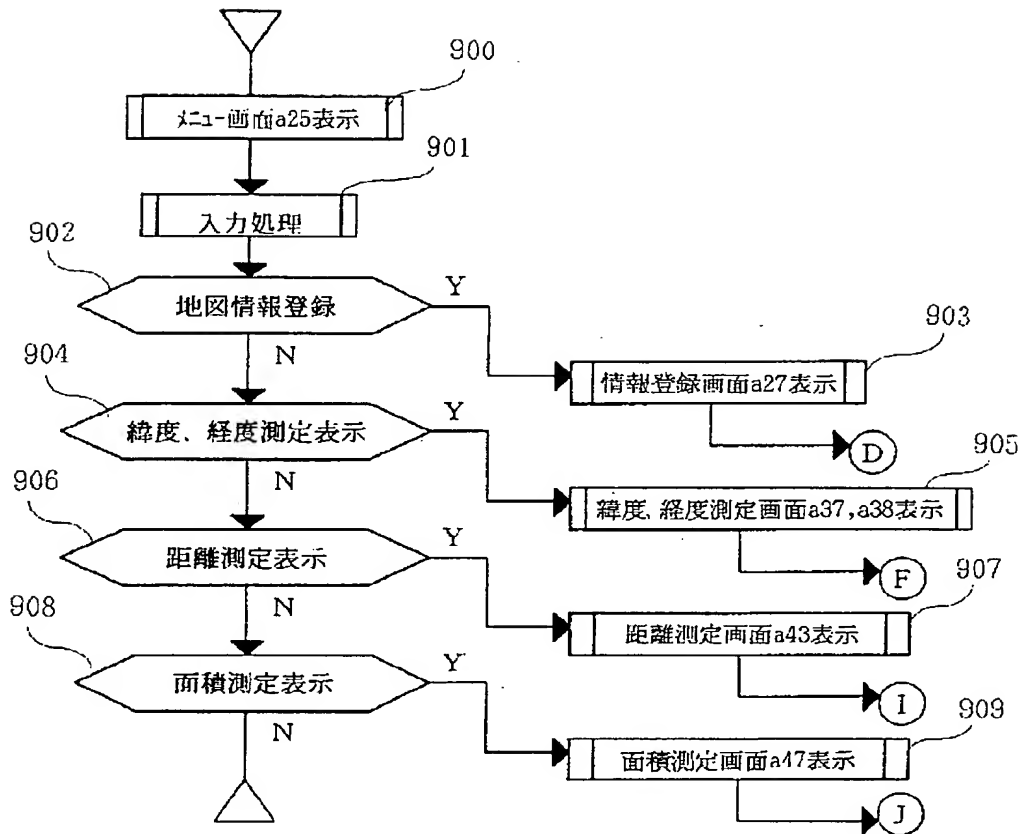 900
メニュー画面a25表示
901
入力処理
902
地図情報登録
Y
N
903
情報登録画面a27表示
D
904
緯度、経度測定表示
Y
N
905
緯度、経度測定画面a37,a38表示
F
906
距離測定表示
Y
N
907
距離測定画面a43表示
I
908
面積測定表示
Y
N
909
面積測定画面a47表示
J